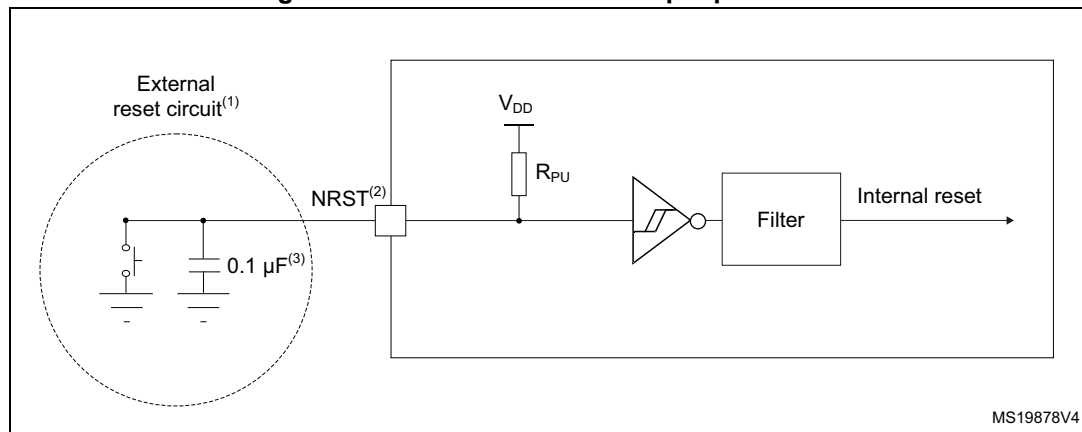 External
reset circuit(1)
VDD
RPU
NRST(2)
Filter
Internal reset
0.1 µF(3)
MS19878V4